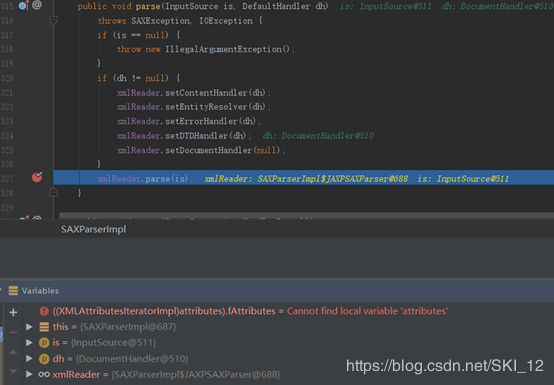 315 @ public void parse(InputSource is, DefaultHandler dh) is: InputSource@511 dh: DocumentHandler@510
316 throws SAXException, IOException {
317 if (is == null) {
318 throw new IllegalArgumentException();
319 }
320 if (dh != null) {
321 xmlReader.setContentHandler(dh);
322 xmlReader.setEntityResolver(dh);
323 xmlReader.setErrorHandler(dh);
324 xmlReader.setDTDHandler(dh); dh: DocumentHandler@510
325 xmlReader.setDocumentHandler(null);
326 }
327 xmlReader.parse(is); xmlReader: SAXParserImpl$JAXPSAXParser@688 is: InputSource@511
328 }
329
SAXParserImpl
Variables
((XMLAttributesIteratorImpl)attributes).fAttributes = Cannot find local variable 'attributes'
this = {SAXParserImpl@687}
is = {InputSource@511}
dh = {DocumentHandler@510}
xmlReader = {SAXParserImpl$JAXPSAXParser@688}
https://blog.csdn.net/SKI_12